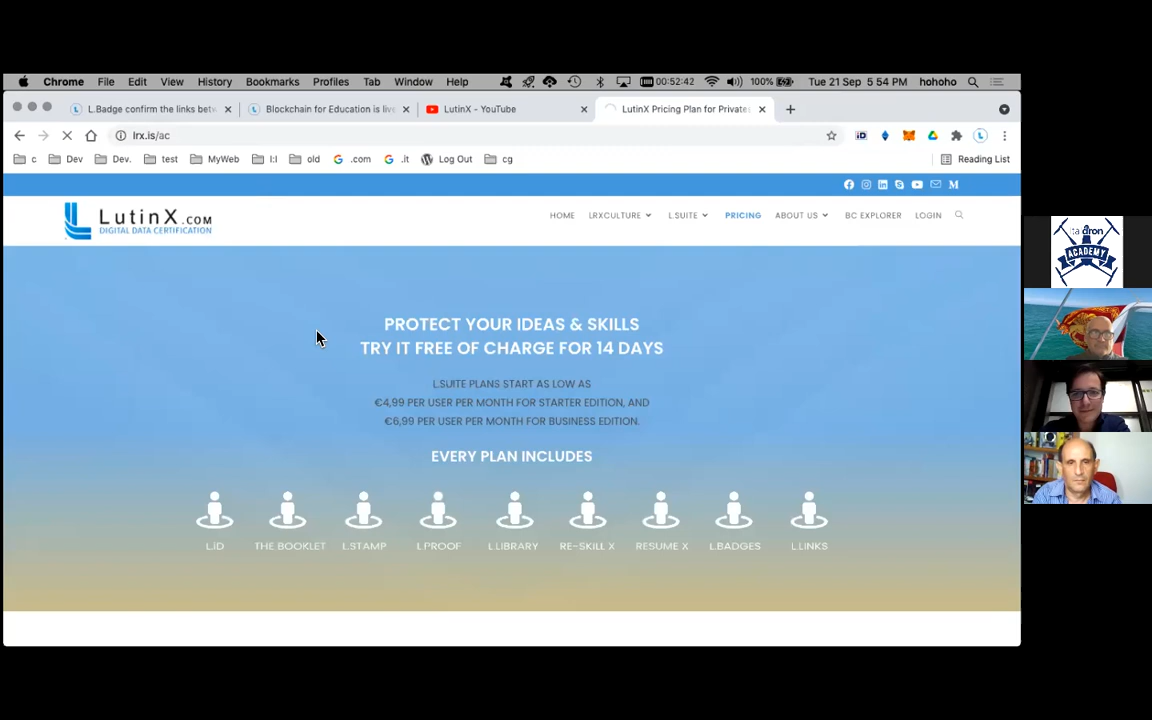 Chrome File Edit View History Bookmarks Profiles Tab Window Help 00:52:42 100% Tue 21 Sep 5:54 PM hohoho
L.Badge confirm the links betw
Blockchain for Education is live
LutinX - YouTube
LutinX Pricing Plan for Privates
lrx.is/ac
c Dev Dev. test MyWeb l:l old .com .it Log Out cg Reading List
LutinX.COM
DIGITAL DATA CERTIFICATION
HOME LRXCULTURE L.SUITE PRICING ABOUT US BC EXPLORER LOGIN
PROTECT YOUR IDEAS & SKILLS
TRY IT FREE OF CHARGE FOR 14 DAYS
L.SUITE PLANS START AS LOW AS
€4,99 PER USER PER MONTH FOR STARTER EDITION, AND
€6,99 PER USER PER MONTH FOR BUSINESS EDITION.
EVERY PLAN INCLUDES
L.iD THE BOOKLET L.STAMP L.PROOF L.LIBRARY RE-SKILL X RESUME X L.BADGES L.LINKS
ACADEMY